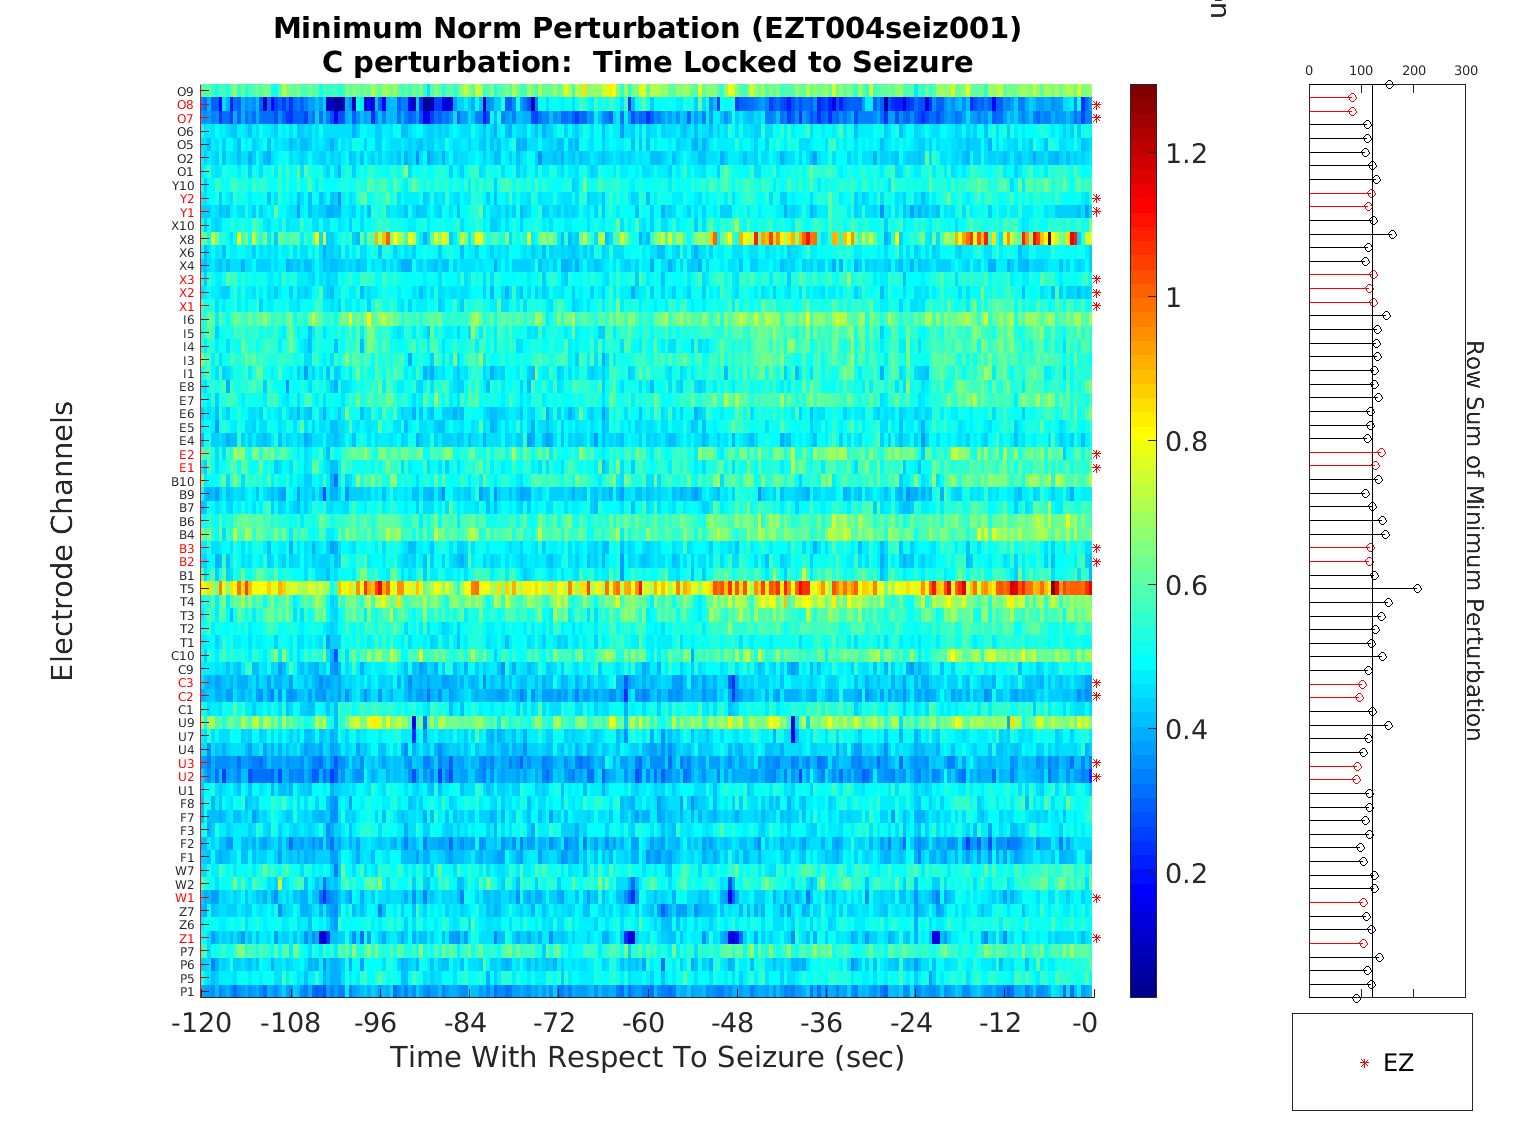 Minimum Norm Perturbation (EZT004seiz001)
C perturbation:  Time Locked to Seizure
on
Electrode Channels
O9
O8
O7
O6
O5
O2
O1
Y10
Y2
Y1
X10
X8
X6
X4
X3
X2
X1
I6
I5
I4
I3
I1
E8
E7
E6
E5
E4
E2
E1
B10
B9
B7
B6
B4
B3
B2
B1
T5
T4
T3
T2
T1
C10
C9
C3
C2
C1
U9
U7
U4
U3
U2
U1
F8
F7
F3
F2
F1
W7
W2
W1
Z7
Z6
Z1
P7
P6
P5
P1
-120 -108 -96 -84 -72 -60 -48 -36 -24 -12 -0
Time With Respect To Seizure (sec)
1.2
1
0.8
0.6
0.4
0.2
0 100 200 300
Row Sum of Minimum Perturbation
EZ